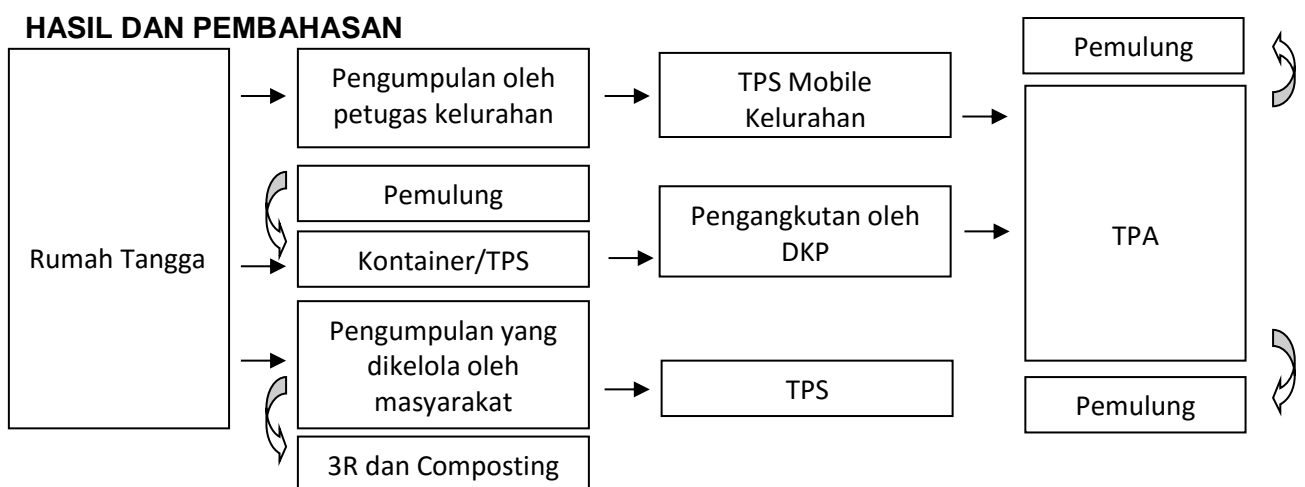 HASIL DAN PEMBAHASAN
Rumah Tangga
Pengumpulan oleh
petugas kelurahan
Pemulung
Kontainer/TPS
Pengumpulan yang
dikelola oleh
masyarakat
3R dan Composting
TPS Mobile
Kelurahan
Pengangkutan oleh
DKP
TPS
Pemulung
TPA
Pemulung